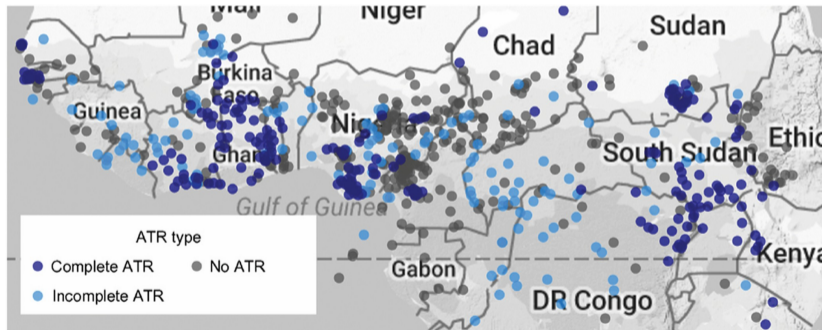 Mali
Niger
Sudan
Chad
Burkina
Faso
Guinea
Nigeria
Ghana
South Sudan
Ethio
Gulf of Guinea
ATR type
Complete ATR
No ATR
Incomplete ATR
Gabon
Kenya
DR Congo